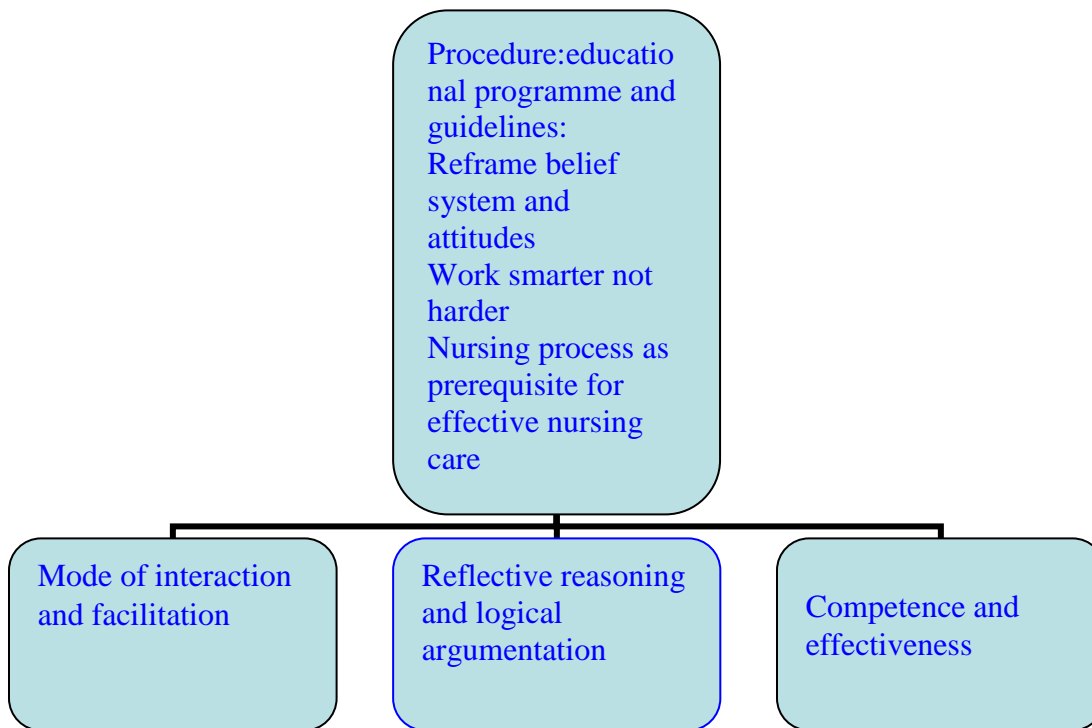 Procedure:educatio
nal programme and
guidelines:
Reframe belief
system and
attitudes
Work smarter not
harder
Nursing process as
prerequisite for
effective nursing
care
Mode of interaction
and facilitation
Reflective reasoning
and logical
argumentation
Competence and
effectiveness